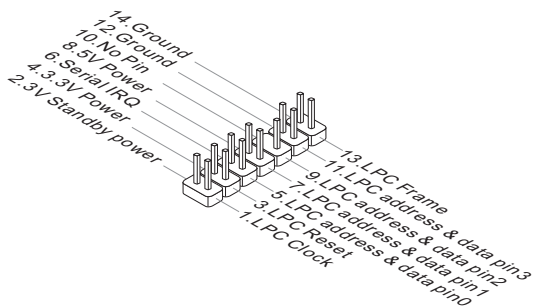 14.Ground
12.Ground
10.No Pin
8.5V Power
6.Serial IRQ
4.3.3V Power
2.3V Standby power
13.LPC Frame
11.LPC address & data pin3
9.LPC address & data pin2
7.LPC address & data pin1
5.LPC address & data pin0
3.LPC Reset
1.LPC Clock